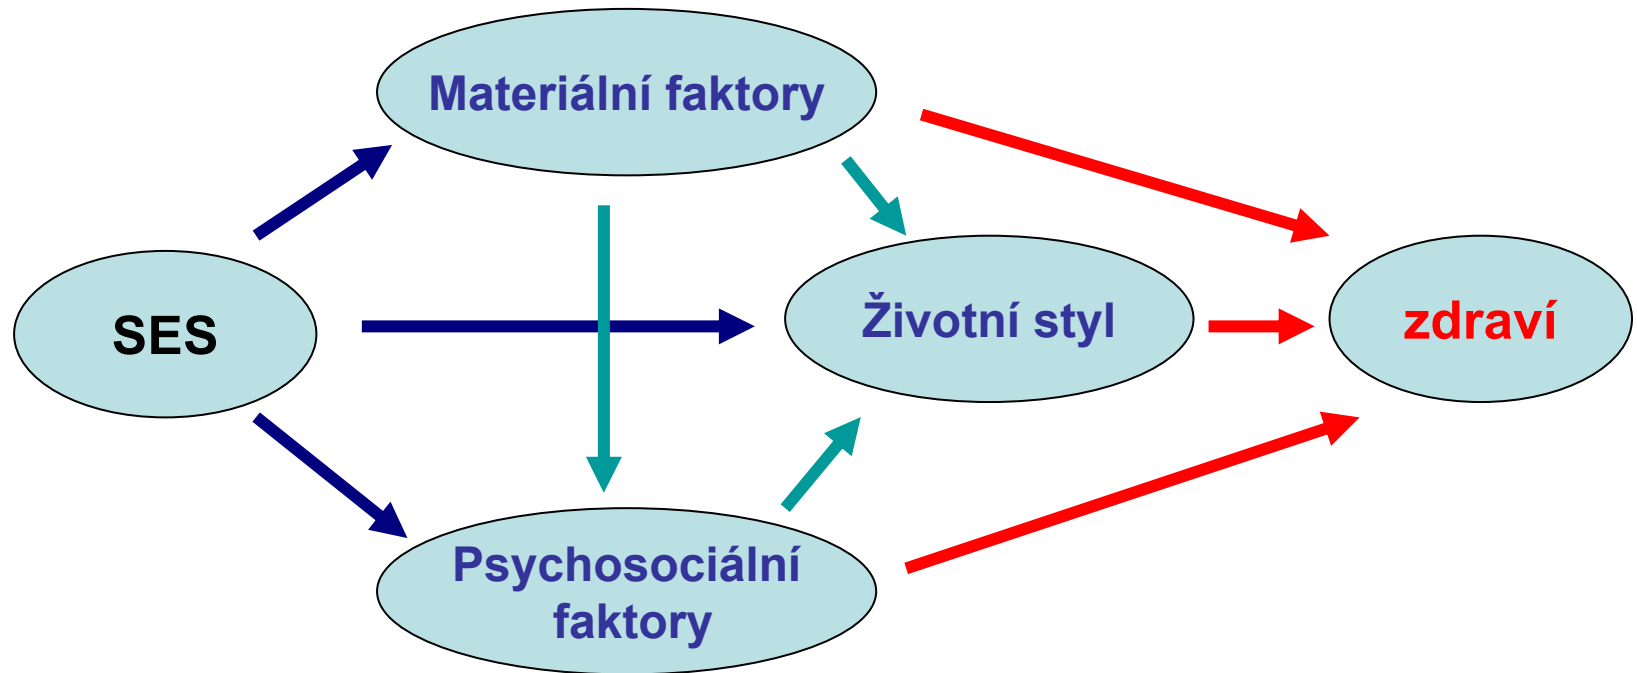 Materiální faktory
SES
Životní styl
zdraví
Psychosociální
faktory